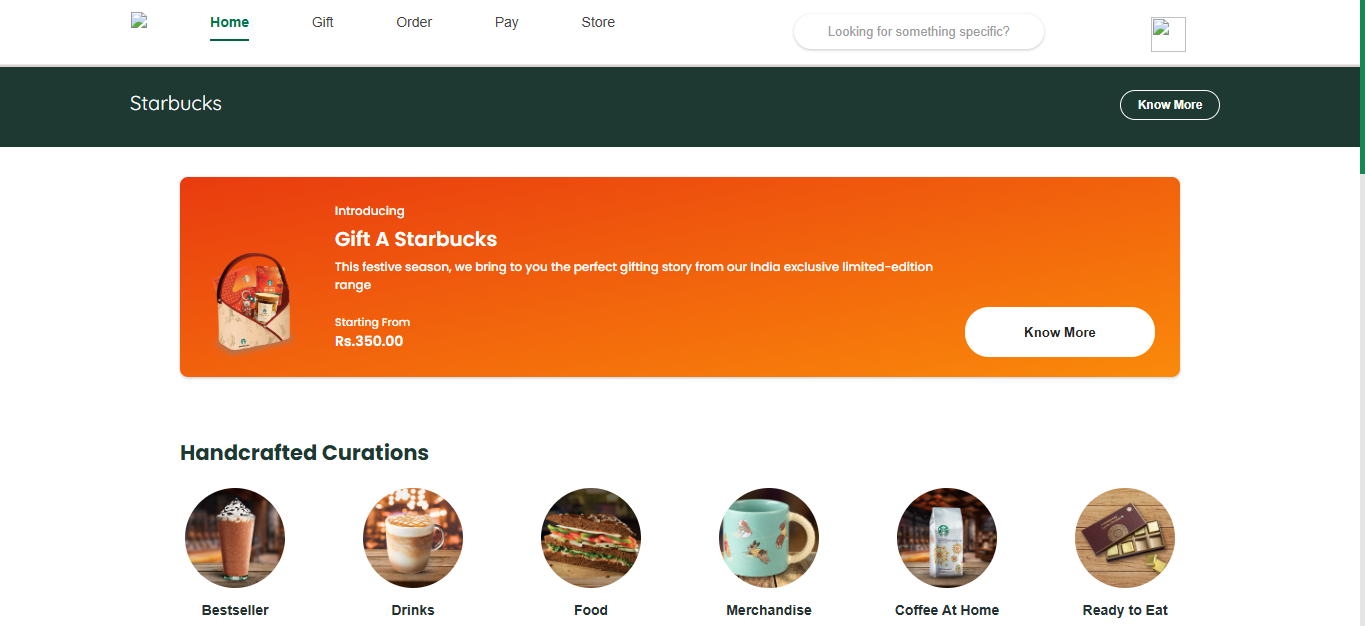 Home Gift Order Pay Store Looking for something specific?
Starbucks Know More
Introducing
Gift A Starbucks
This festive season, we bring to you the perfect gifting story from our India exclusive limited-edition
range
Starting From
Rs.350.00
Know More
Handcrafted Curations
Bestseller Drinks Food Merchandise Coffee At Home Ready to Eat